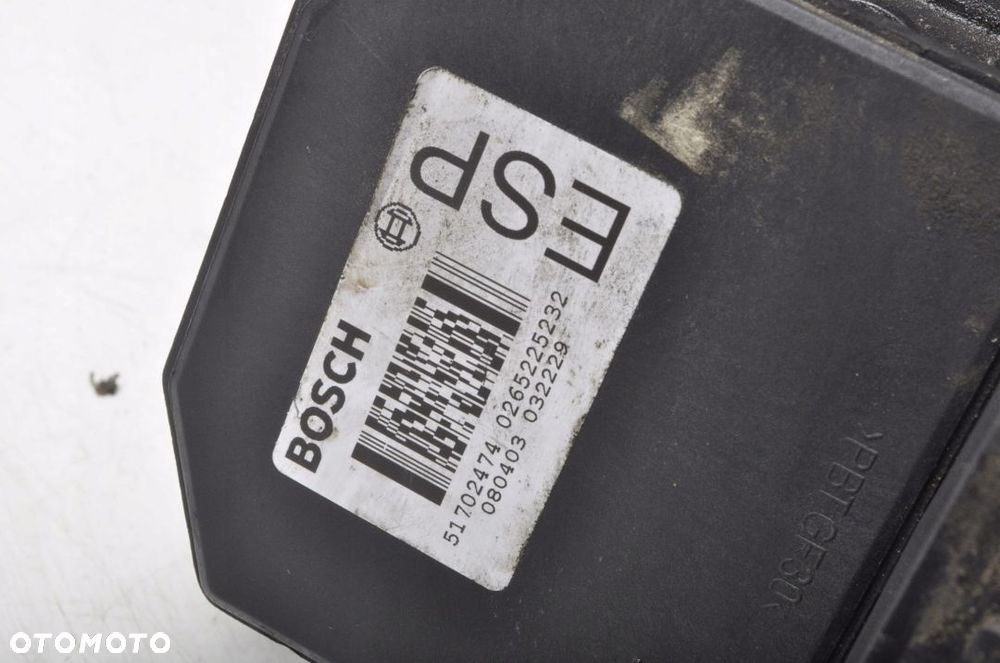 ESP
BOSCH
51702474 0265225232
080403 032229
>PBT-GF30<
OTOMOTO